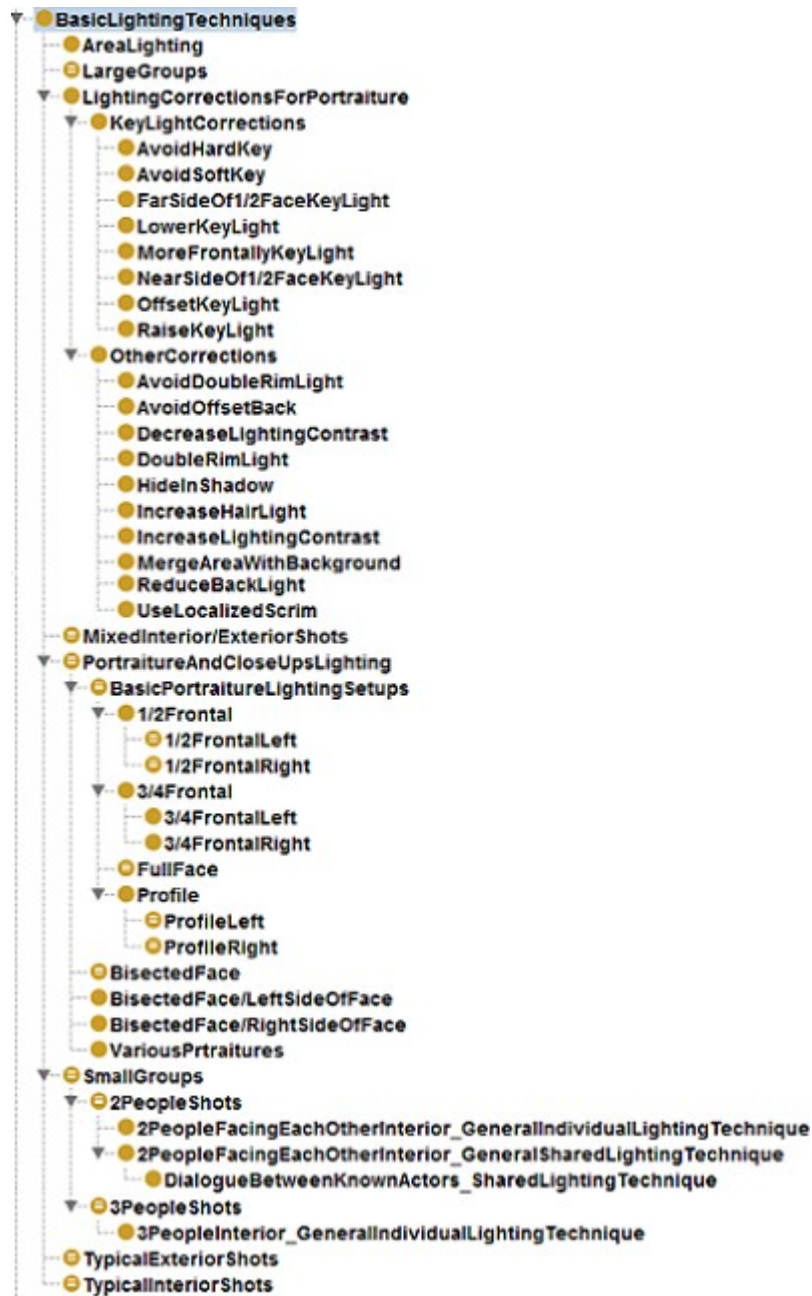 BasicLightingTechniques
AreaLighting
LargeGroups
LightingCorrectionsForPortraiture
KeyLightCorrections
AvoidHardKey
AvoidSoftKey
FarSideOf1/2FaceKeyLight
LowerKeyLight
MoreFrontallyKeyLight
NearSideOf1/2FaceKeyLight
OffsetKeyLight
RaiseKeyLight
OtherCorrections
AvoidDoubleRimLight
AvoidOffsetBack
DecreaseLightingContrast
DoubleRimLight
HideInShadow
IncreaseHairLight
IncreaseLightingContrast
MergeAreaWithBackground
ReduceBackLight
UseLocalizedScrim
MixedInterior/ExteriorShots
PortraitureAndCloseUpsLighting
BasicPortraitureLightingSetups
1/2Frontal
1/2FrontalLeft
1/2FrontalRight
3/4Frontal
3/4FrontalLeft
3/4FrontalRight
FullFace
Profile
ProfileLeft
ProfileRight
BisectedFace
BisectedFace/LeftSideOfFace
BisectedFace/RightSideOfFace
VariousPrtraitures
SmallGroups
2PeopleShots
2PeopleFacingEachOtherInterior_GeneralIndividualLightingTechnique
2PeopleFacingEachOtherInterior_GeneralSharedLightingTechnique
DialogueBetweenKnownActors_SharedLightingTechnique
3PeopleShots
3PeopleInterior_GeneralIndividualLightingTechnique
TypicalExteriorShots
TypicalInteriorShots